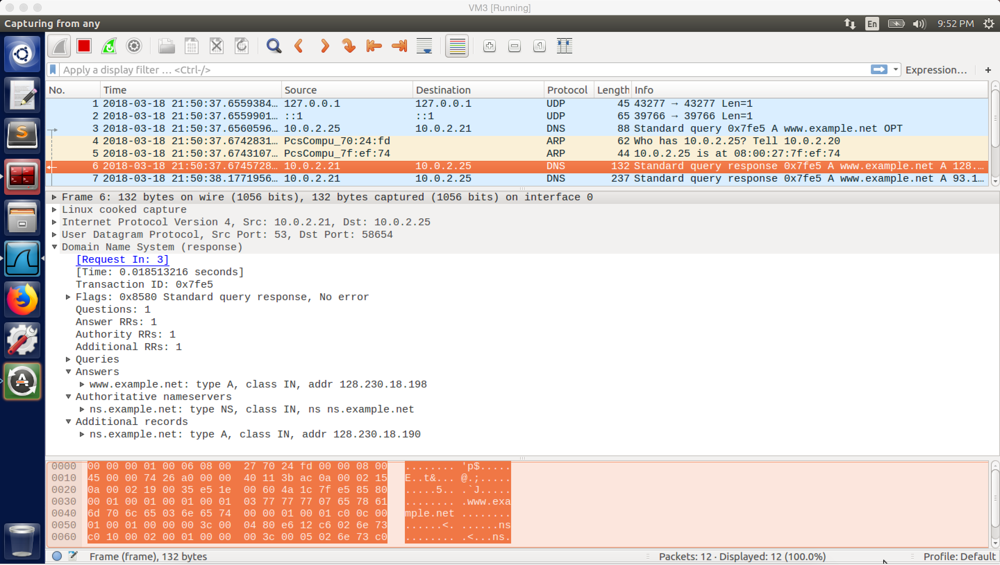 VM3 [Running]
Capturing from any
En
9:52 PM
Apply a display filter … <Ctrl-/>
Expression… +
No. Time Source Destination Protocol Length Info
1 2018-03-18 21:50:37.6559384… 127.0.0.1 127.0.0.1 UDP 45 43277 → 43277 Len=1
2 2018-03-18 21:50:37.6559901… ::1 ::1 UDP 65 39766 → 39766 Len=1
3 2018-03-18 21:50:37.6560596… 10.0.2.25 10.0.2.21 DNS 88 Standard query 0x7fe5 A www.example.net OPT
4 2018-03-18 21:50:37.6742831… PcsCompu_70:24:fd ARP 62 Who has 10.0.2.25? Tell 10.0.2.20
5 2018-03-18 21:50:37.6743107… PcsCompu_7f:ef:74 ARP 44 10.0.2.25 is at 08:00:27:7f:ef:74
6 2018-03-18 21:50:37.6745728… 10.0.2.21 10.0.2.25 DNS 132 Standard query response 0x7fe5 A www.example.net A 128.…
7 2018-03-18 21:50:38.1771956… 10.0.2.21 10.0.2.25 DNS 237 Standard query response 0x7fe5 A www.example.net A 93.1…
Frame 6: 132 bytes on wire (1056 bits), 132 bytes captured (1056 bits) on interface 0
Linux cooked capture
Internet Protocol Version 4, Src: 10.0.2.21, Dst: 10.0.2.25
User Datagram Protocol, Src Port: 53, Dst Port: 58654
Domain Name System (response)
[Request In: 3]
[Time: 0.018513216 seconds]
Transaction ID: 0x7fe5
Flags: 0x8580 Standard query response, No error
Questions: 1
Answer RRs: 1
Authority RRs: 1
Additional RRs: 1
Queries
Answers
www.example.net: type A, class IN, addr 128.230.18.198
Authoritative nameservers
ns.example.net: type NS, class IN, ns ns.example.net
Additional records
ns.example.net: type A, class IN, addr 128.230.18.190
0000 00 00 00 01 00 06 08 00 27 70 24 fd 00 00 08 00 ........ 'p$.....
0010 45 00 00 74 26 a0 00 00 40 11 3b ac 0a 00 02 15 E..t&... @.;.....
0020 0a 00 02 19 00 35 e5 1e 00 60 4a 1c 7f e5 85 80 .....5.. .`J.....
0030 00 01 00 01 00 01 00 01 03 77 77 77 07 65 78 61 ........ .www.exa
0040 6d 70 6c 65 03 6e 65 74 00 00 01 00 01 c0 0c 00 mple.net ........
0050 01 00 01 00 00 00 3c 00 04 80 e6 12 c6 02 6e 73 ......<. ......ns
0060 c0 10 00 02 00 01 00 00 00 3c 00 05 02 6e 73 c0 ........ .<...ns.
Frame (frame), 132 bytes
Packets: 12 · Displayed: 12 (100.0%)
Profile: Default